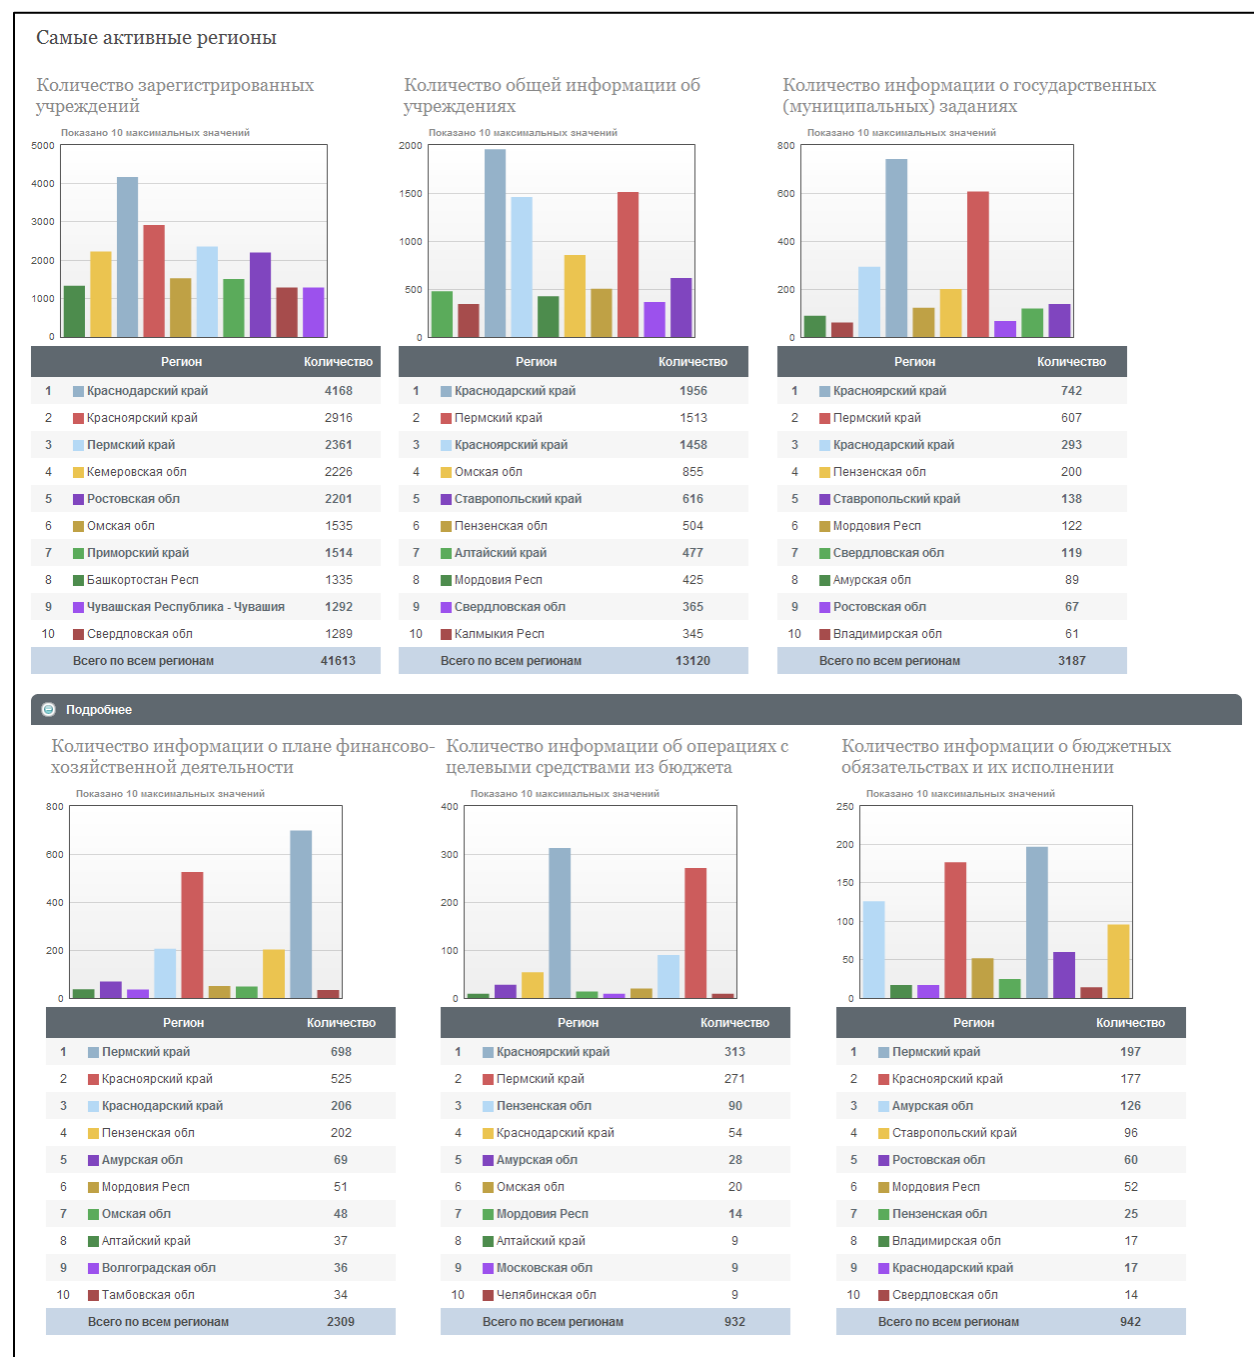 Самые активные регионы
Количество зарегистрированных
учреждений
Показано 10 максимальных значений
5000
4000
3000
2000
1000
0
Регион Количество
1 Краснодарский край 4168
2 Красноярский край 2916
3 Пермский край 2361
4 Кемеровская обл 2226
5 Ростовская обл 2201
6 Омская обл 1535
7 Приморский край 1514
8 Башкортостан Респ 1335
9 Чувашская Республика - Чувашия 1292
10 Свердловская обл 1289
Всего по всем регионам 41613
Количество общей информации об
учреждениях
Показано 10 максимальных значений
2000
1500
1000
500
0
Регион Количество
1 Краснодарский край 1956
2 Пермский край 1513
3 Красноярский край 1458
4 Омская обл 855
5 Ставропольский край 616
6 Пензенская обл 504
7 Алтайский край 477
8 Мордовия Респ 425
9 Свердловская обл 365
10 Калмыкия Респ 345
Всего по всем регионам 13120
Количество информации о государственных
(муниципальных) заданиях
Показано 10 максимальных значений
800
600
400
200
0
Регион Количество
1 Красноярский край 742
2 Пермский край 607
3 Краснодарский край 293
4 Пензенская обл 200
5 Ставропольский край 138
6 Мордовия Респ 122
7 Свердловская обл 119
8 Амурская обл 89
9 Ростовская обл 67
10 Владимирская обл 61
Всего по всем регионам 3187
Подробнее
Количество информации о плане финансово-
хозяйственной деятельности
Показано 10 максимальных значений
800
600
400
200
0
Регион Количество
1 Пермский край 698
2 Красноярский край 525
3 Краснодарский край 206
4 Пензенская обл 202
5 Амурская обл 69
6 Мордовия Респ 51
7 Омская обл 48
8 Алтайский край 37
9 Волгоградская обл 36
10 Тамбовская обл 34
Всего по всем регионам 2309
Количество информации об операциях с
целевыми средствами из бюджета
Показано 10 максимальных значений
400
300
200
100
0
Регион Количество
1 Красноярский край 313
2 Пермский край 271
3 Пензенская обл 90
4 Краснодарский край 54
5 Амурская обл 28
6 Омская обл 20
7 Мордовия Респ 14
8 Алтайский край 9
9 Московская обл 9
10 Челябинская обл 9
Всего по всем регионам 932
Количество информации о бюджетных
обязательствах и их исполнении
Показано 10 максимальных значений
250
200
150
100
50
0
Регион Количество
1 Пермский край 197
2 Красноярский край 177
3 Амурская обл 126
4 Ставропольский край 96
5 Ростовская обл 60
6 Мордовия Респ 52
7 Пензенская обл 25
8 Владимирская обл 17
9 Краснодарский край 17
10 Свердловская обл 14
Всего по всем регионам 942